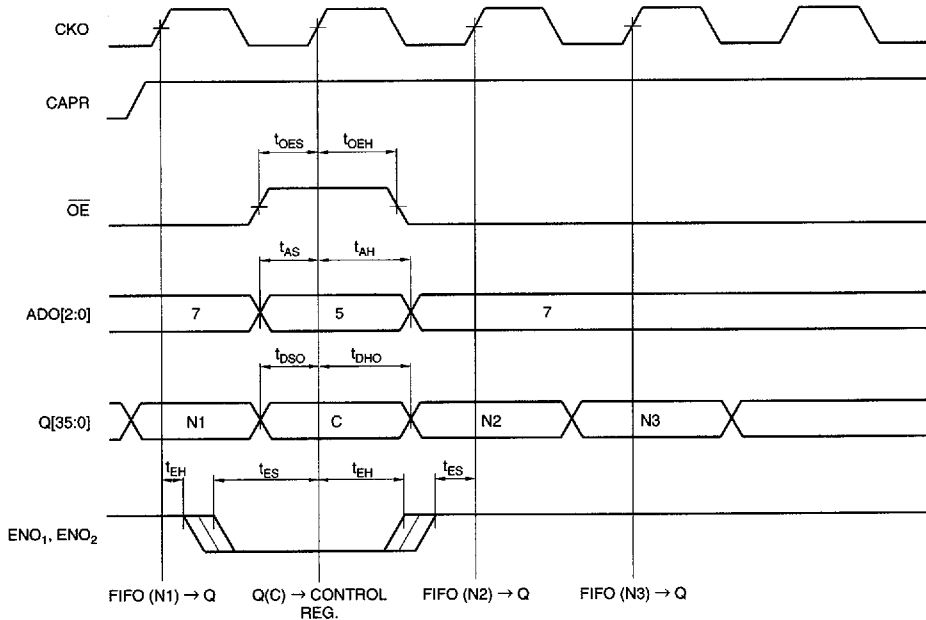 CKO
CAPR
tOES tOEH
OE
tAS tAH
ADO[2:0] 7 5 7
tDSO tDHO
Q[35:0] N1 C N2 N3
tEH tES tEH tES
ENO1, ENO2
FIFO (N1) → Q Q(C) → CONTROL FIFO (N2) → Q FIFO (N3) → Q
REG.